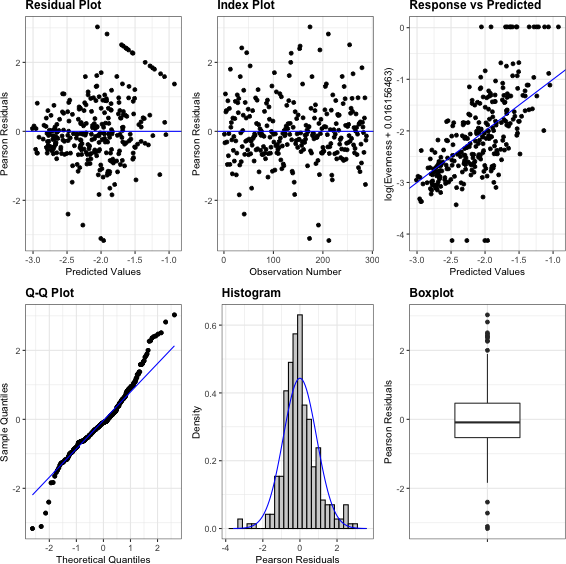 Residual Plot
Pearson Residuals
2
0
-2
-3.0 -2.5 -2.0 -1.5 -1.0
Predicted Values
Index Plot
Pearson Residuals
2
0
-2
0 100 200 300
Observation Number
Response vs Predicted
log(Evenness + 0.016156463)
0
-1
-2
-3
-4
-3.0 -2.5 -2.0 -1.5 -1.0
Predicted Values
Q-Q Plot
Sample Quantiles
2
0
-2
-2 -1 0 1 2
Theoretical Quantiles
Histogram
Density
0.6
0.4
0.2
0.0
-4 -2 0 2
Pearson Residuals
Boxplot
Pearson Residuals
2
0
-2